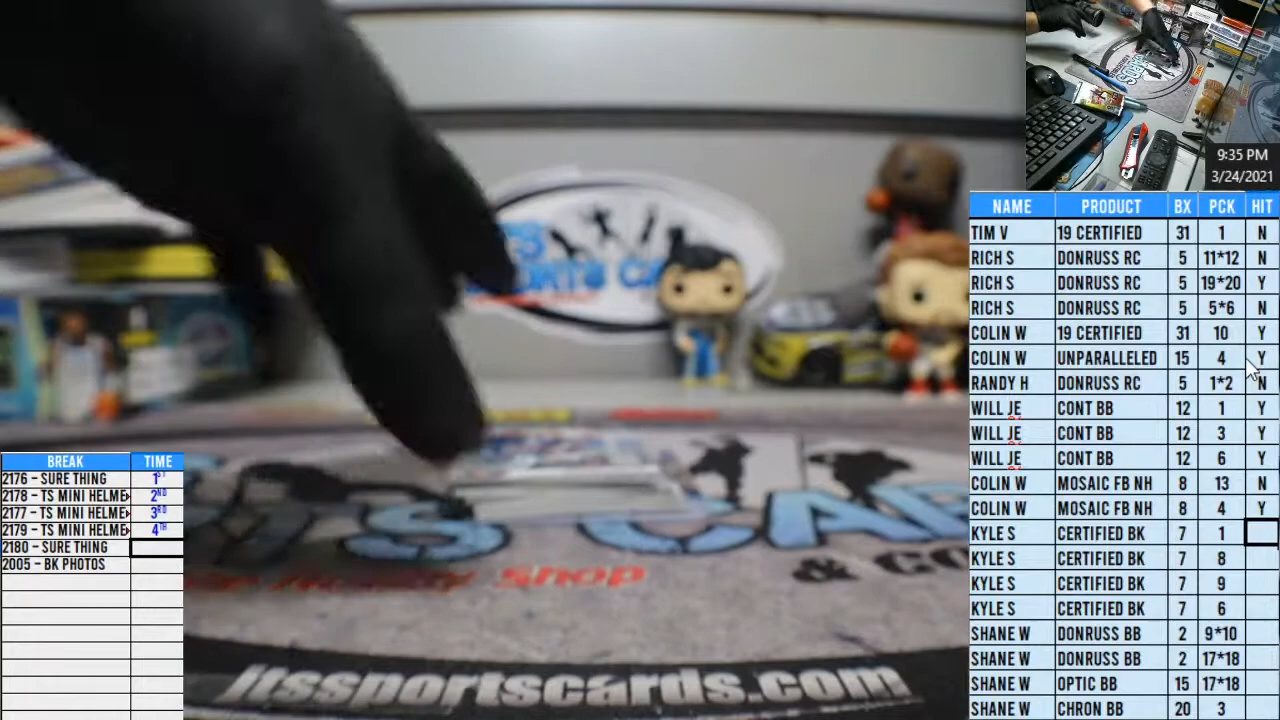 9:35 PM
3/24/2021
NAME PRODUCT BX PCK HIT
TIM V 19 CERTIFIED 31 1 N
RICH S DONRUSS RC 5 11*12 N
RICH S DONRUSS RC 5 19*20 Y
RICH S DONRUSS RC 5 5*6 N
COLIN W 19 CERTIFIED 31 10 Y
COLIN W UNPARALLELED 15 4 Y
RANDY H DONRUSS RC 5 1*2 N
WILL JE CONT BB 12 1 Y
WILL JE CONT BB 12 3 Y
WILL JE CONT BB 12 6 Y
COLIN W MOSAIC FB NH 8 13 N
COLIN W MOSAIC FB NH 8 4 Y
KYLE S CERTIFIED BK 7 1
KYLE S CERTIFIED BK 7 8
KYLE S CERTIFIED BK 7 9
KYLE S CERTIFIED BK 7 6
SHANE W DONRUSS BB 2 9*10
SHANE W DONRUSS BB 2 17*18
SHANE W OPTIC BB 15 17*18
SHANE W CHRON BB 20 3
BREAK TIME
2176 - SURE THING 1ST
2178 - TS MINI HELME 2ND
2177 - TS MINI HELME 3RD
2179 - TS MINI HELME 4TH
2180 - SURE THING
2005 - BK PHOTOS
S CAR
& CO
Shop
jtssportscards.com